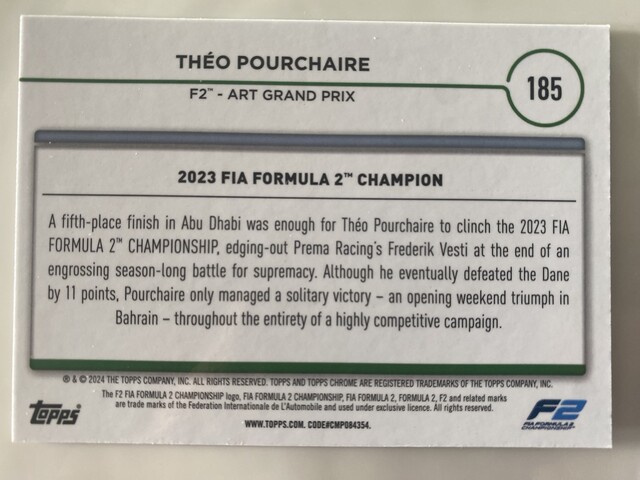 THÉO POURCHAIRE
F2™ - ART GRAND PRIX
185
2023 FIA FORMULA 2™ CHAMPION
A fifth-place finish in Abu Dhabi was enough for Théo Pourchaire to clinch the 2023 FIA
FORMULA 2™ CHAMPIONSHIP, edging-out Prema Racing's Frederik Vesti at the end of an
engrossing season-long battle for supremacy. Although he eventually defeated the Dane
by 11 points, Pourchaire only managed a solitary victory – an opening weekend triumph in
Bahrain – throughout the entirety of a highly competitive campaign.
® & © 2024 THE TOPPS COMPANY, INC. ALL RIGHTS RESERVED. TOPPS AND TOPPS CHROME ARE REGISTERED TRADEMARKS OF THE TOPPS COMPANY, INC.
The F2 FIA FORMULA 2 CHAMPIONSHIP logo, FIA FORMULA 2 CHAMPIONSHIP, FIA FORMULA 2, FORMULA 2, F2 and related marks
are trade marks of the Federation Internationale de L'Automobile and used under exclusive licence. All rights reserved.
WWW.TOPPS.COM. CODE#CMP084354.
Topps®
F2
FIA FORMULA 2
CHAMPIONSHIP